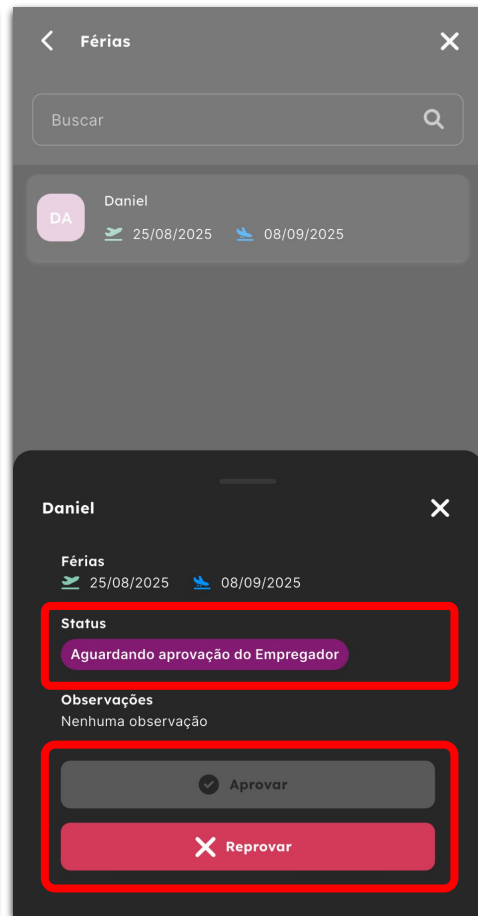 Férias
Buscar
DA
Daniel
25/08/2025 08/09/2025
Daniel
Férias
25/08/2025 08/09/2025
Status
Aguardando aprovação do Empregador
Observações
Nenhuma observação
Aprovar
Reprovar